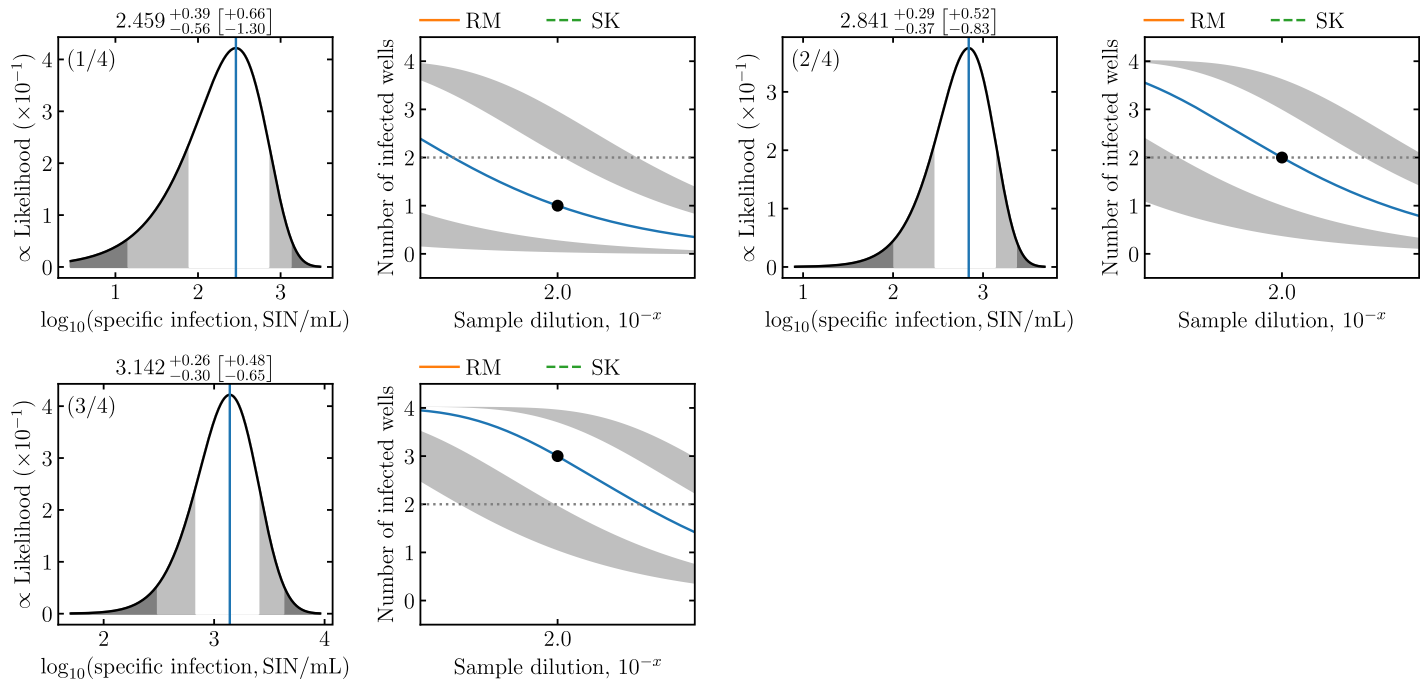 2.459 +0.39 −0.56 [+0.66 −1.30]
(1/4)
∝ Likelihood (×10⁻¹)
4
3
2
1
0
1 2 3
log₁₀(specific infection, SIN/mL)
RM SK
Number of infected wells
4
3
2
1
0
2.0
Sample dilution, 10⁻ˣ
2.841 +0.29 −0.37 [+0.52 −0.83]
(2/4)
∝ Likelihood (×10⁻¹)
3
2
1
0
1 2 3
log₁₀(specific infection, SIN/mL)
RM SK
Number of infected wells
4
3
2
1
0
2.0
Sample dilution, 10⁻ˣ
3.142 +0.26 −0.30 [+0.48 −0.65]
(3/4)
∝ Likelihood (×10⁻¹)
4
3
2
1
0
2 3 4
log₁₀(specific infection, SIN/mL)
RM SK
Number of infected wells
4
3
2
1
0
2.0
Sample dilution, 10⁻ˣ